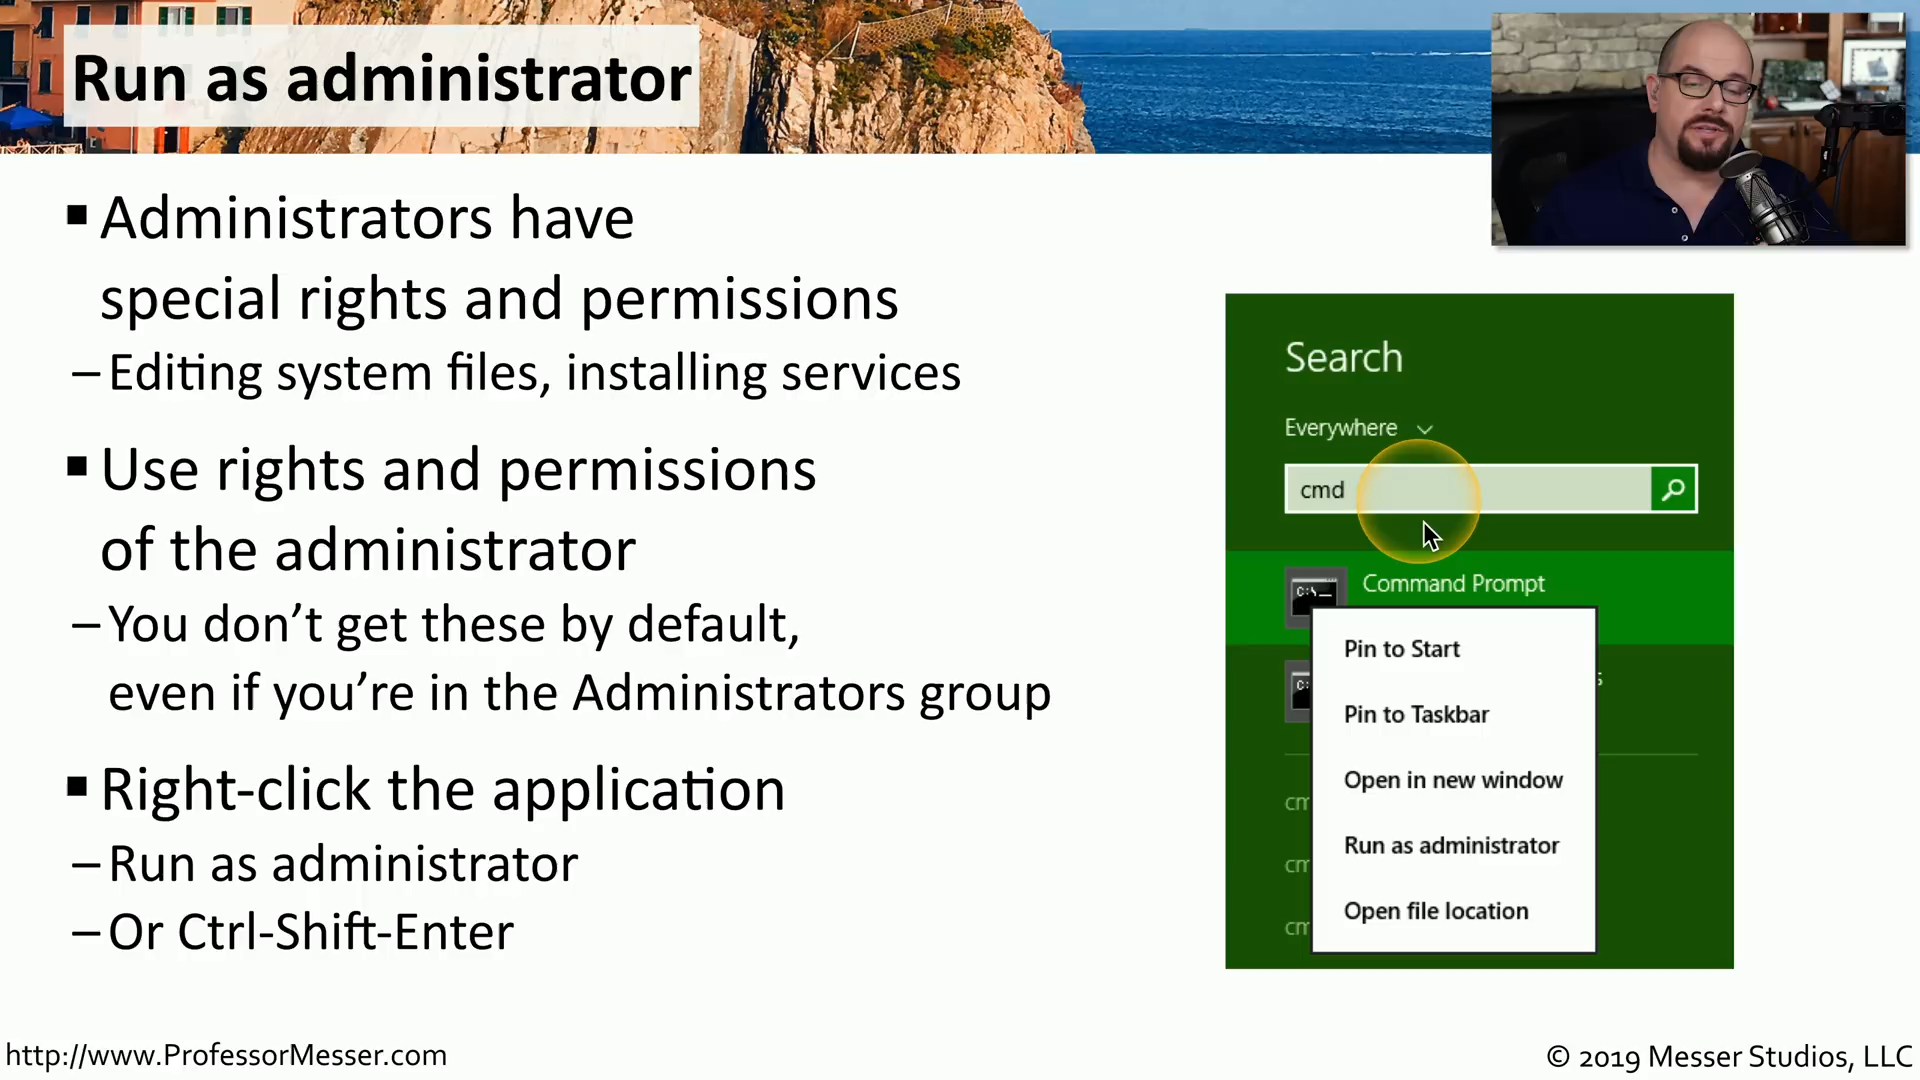 Run as administrator
▪ Administrators have
special rights and permissions
– Editing system files, installing services
▪ Use rights and permissions
of the administrator
– You don’t get these by default,
even if you’re in the Administrators group
▪ Right-click the application
– Run as administrator
– Or Ctrl-Shift-Enter
Search
Everywhere
cmd
Command Prompt
Pin to Start
Pin to Taskbar
Open in new window
Run as administrator
Open file location
http://www.ProfessorMesser.com
© 2019 Messer Studios, LLC